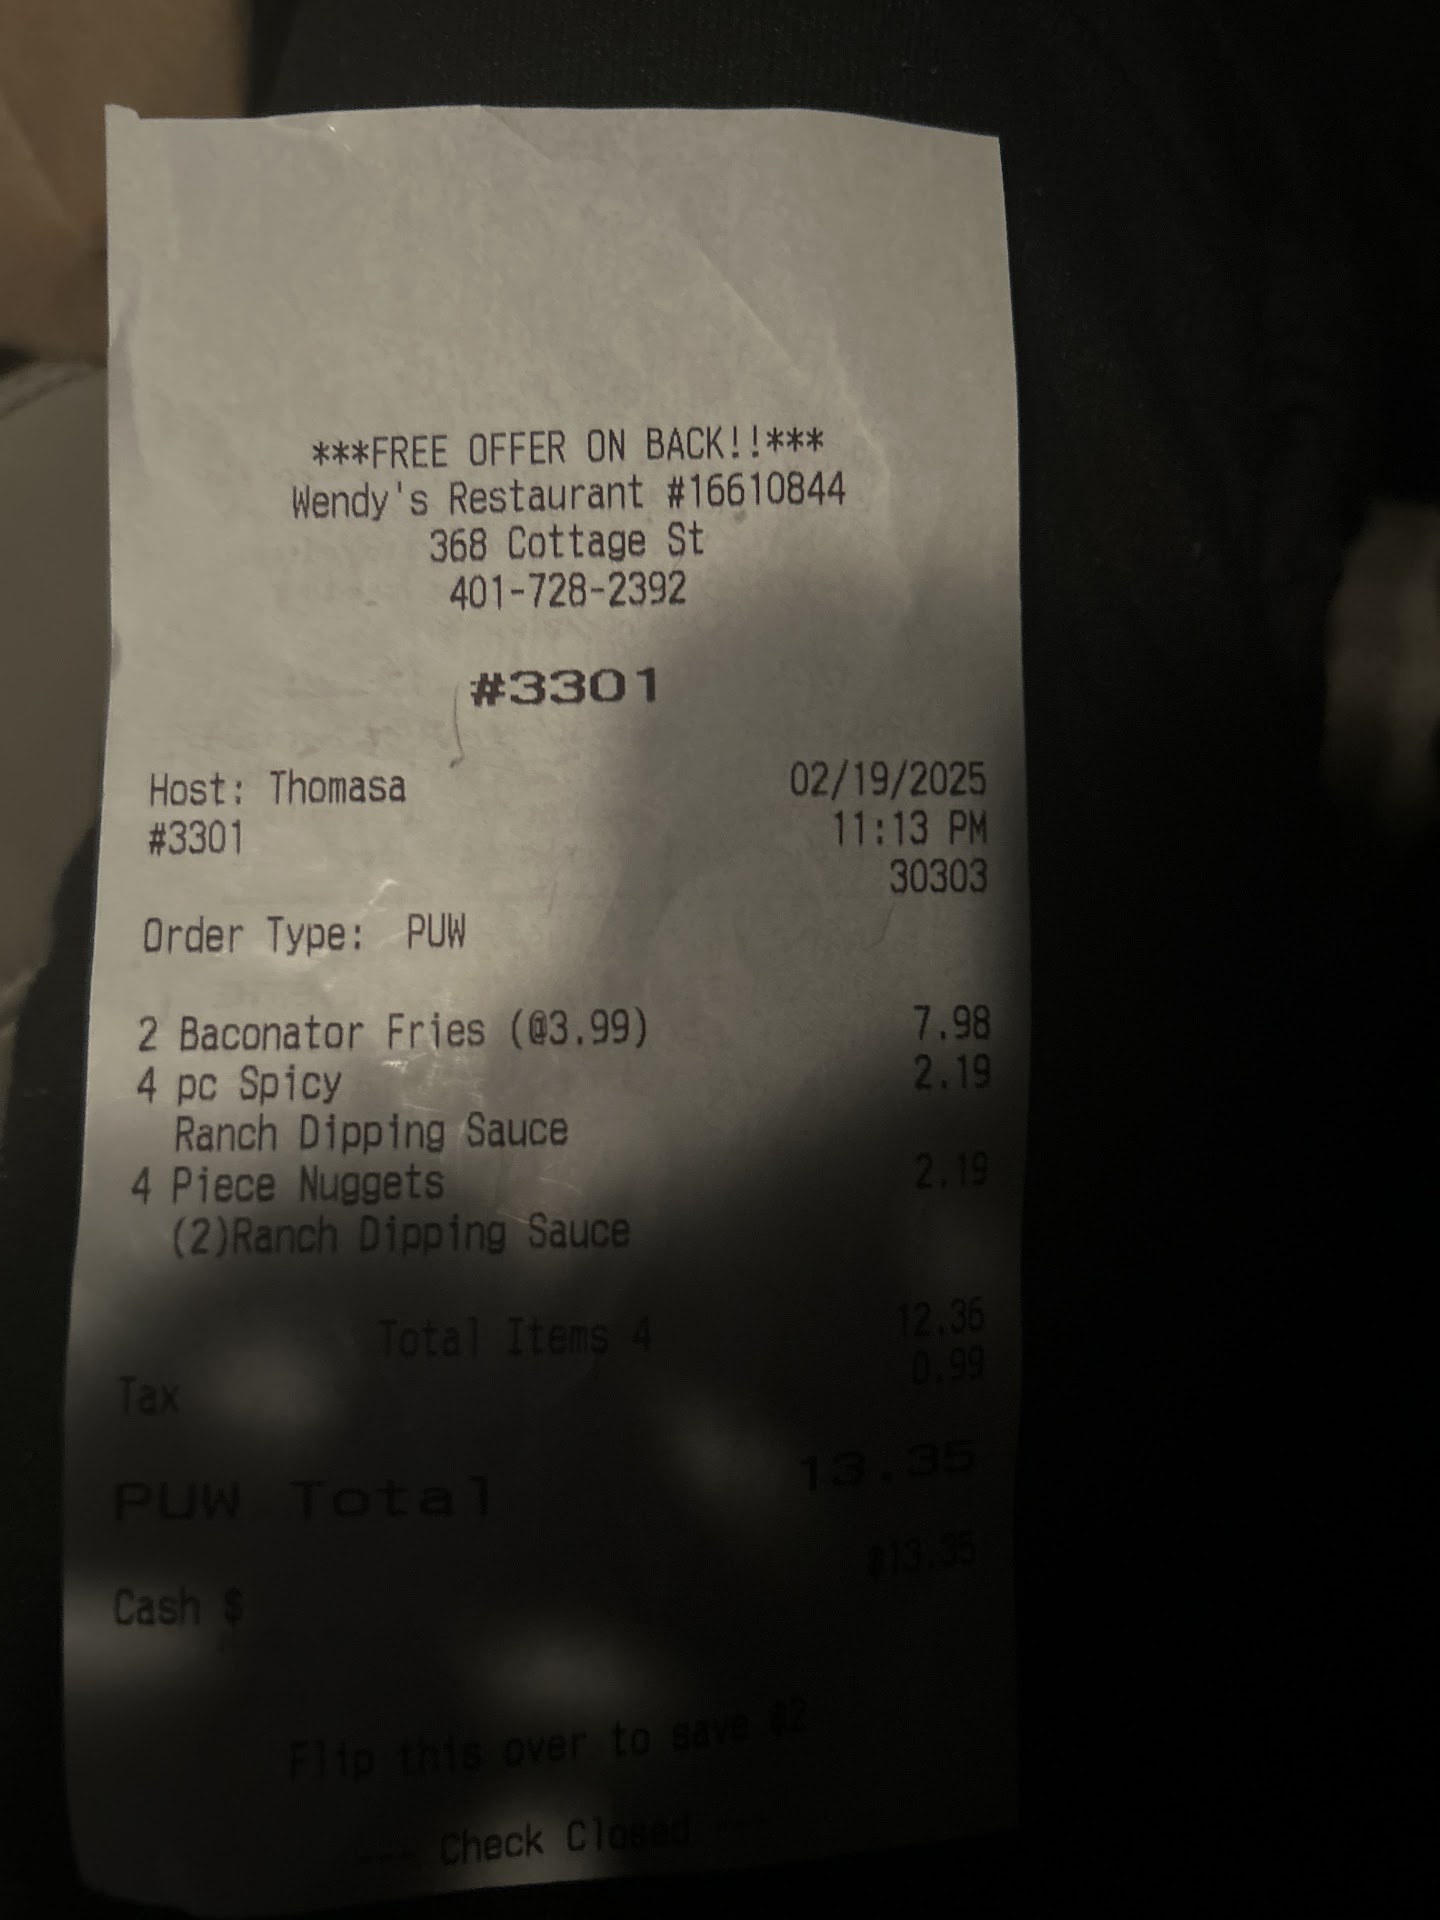 ***FREE OFFER ON BACK!!***
Wendy's Restaurant #16610844
368 Cottage St
401-728-2392
#3301
Host: Thomasa 02/19/2025
#3301 11:13 PM
30303
Order Type: PUW
2 Baconator Fries (@3.99) 7.98
4 pc Spicy 2.19
Ranch Dipping Sauce
4 Piece Nuggets 2.19
(2)Ranch Dipping Sauce
Total Items 4 12.36
Tax 0.99
PUW Total 13.35
Cash $ $13.35
Flip this over to save $2
--- Check Closed ---